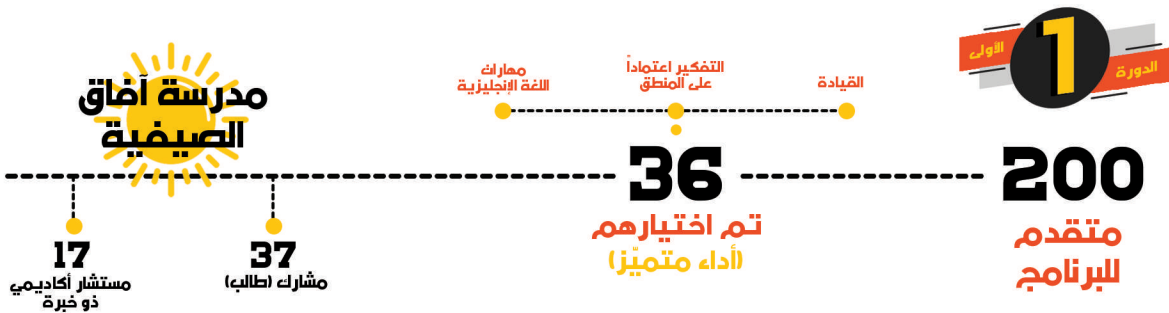 الدورة
1
الأولى
200
متقدم
للبرنامج
القيادة
التفكير اعتماداً
على المنطق
مهارات
اللغة الإنجليزية
36
تم اختيارهم
(أداء متميّز)
مدرسة آفاق
الصيفية
37
مشارك (طالب)
17
مستشار أكاديمي
ذو خبرة